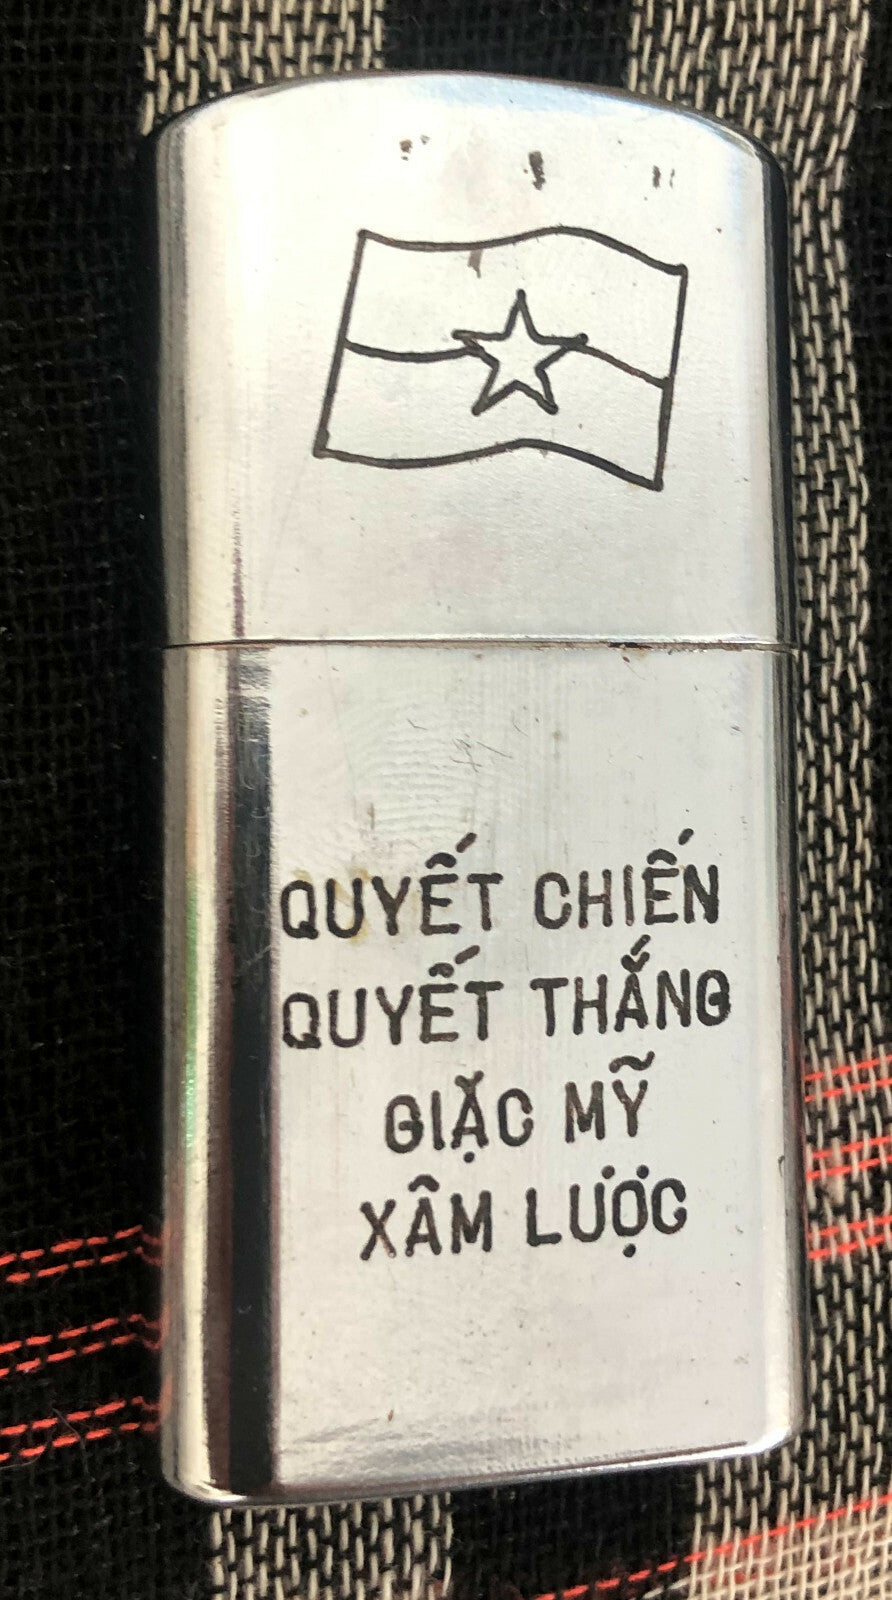 QUYẾT CHIẾN
QUYẾT THẮNG
GIẶC MỸ
XÂM LƯỢC